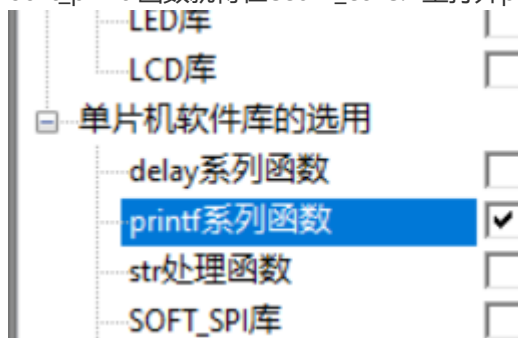 LED库
LCD库
单片机软件库的选用
delay系列函数
printf系列函数
str处理函数
SOFT_SPI库